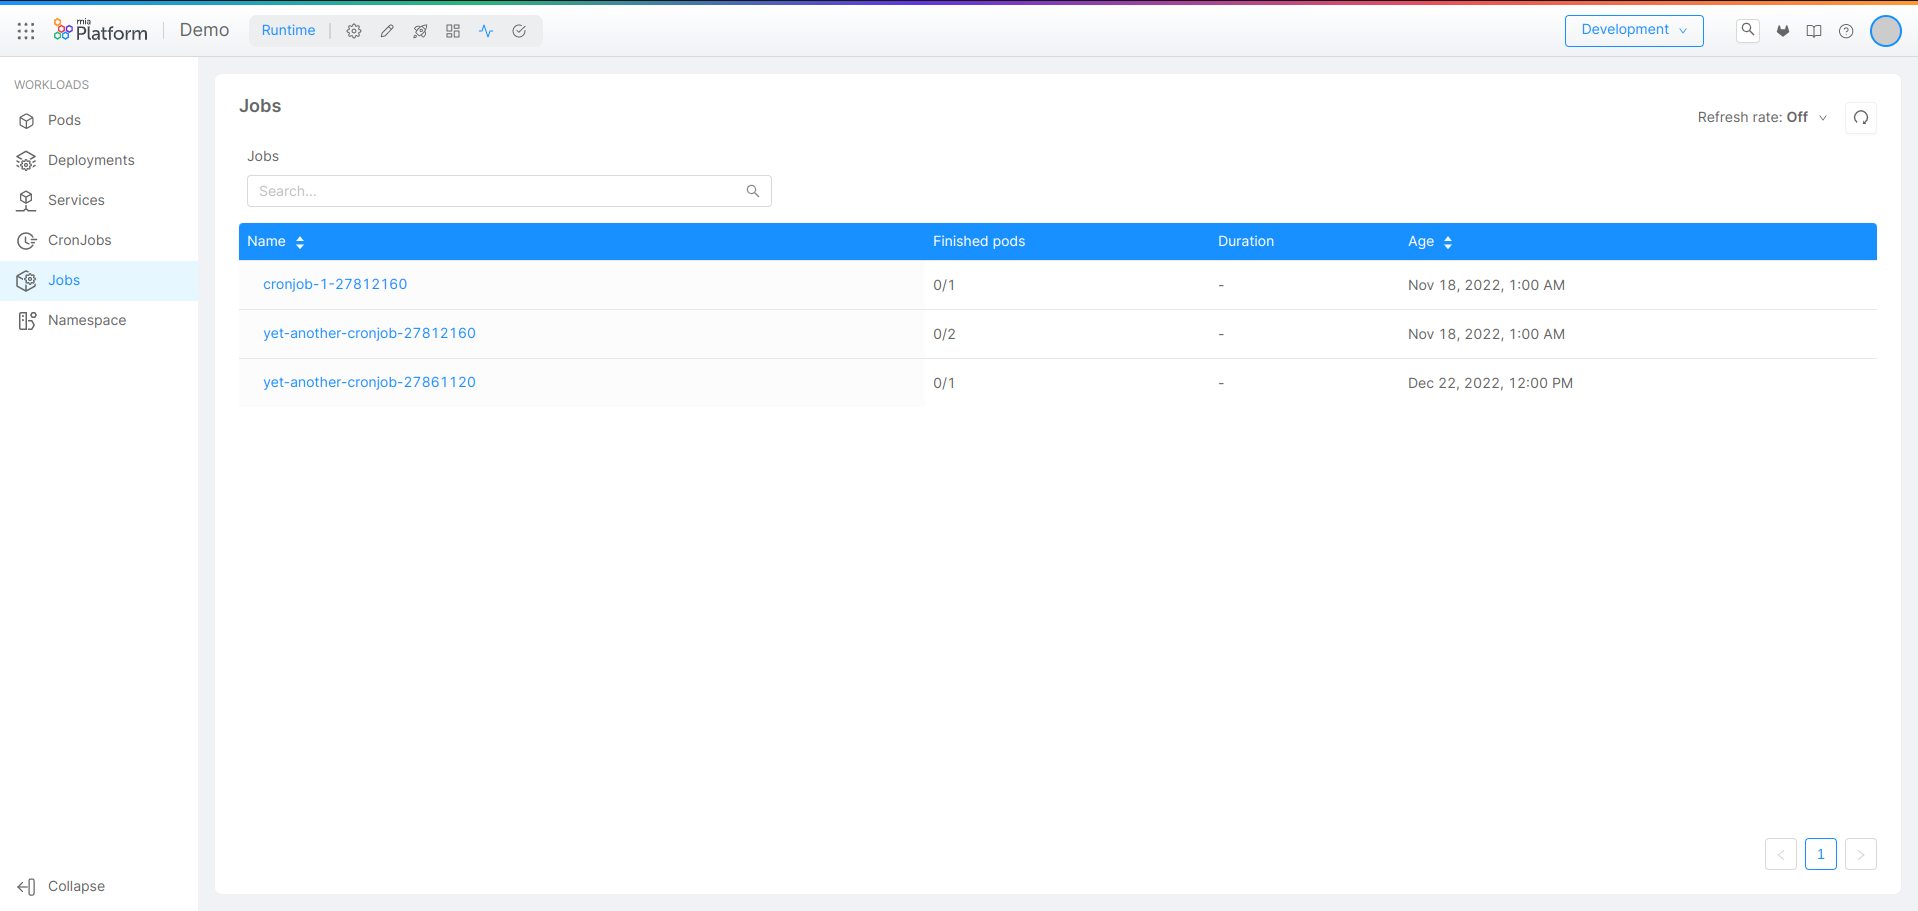 mia
Platform
Demo
Runtime
Development
WORKLOADS
Pods
Deployments
Services
CronJobs
Jobs
Namespace
Collapse
Jobs
Refresh rate: Off
Jobs
Search...
Name Finished pods Duration Age
cronjob-1-27812160 0/1 - Nov 18, 2022, 1:00 AM
yet-another-cronjob-27812160 0/2 - Nov 18, 2022, 1:00 AM
yet-another-cronjob-27861120 0/1 - Dec 22, 2022, 12:00 PM
< 1 >